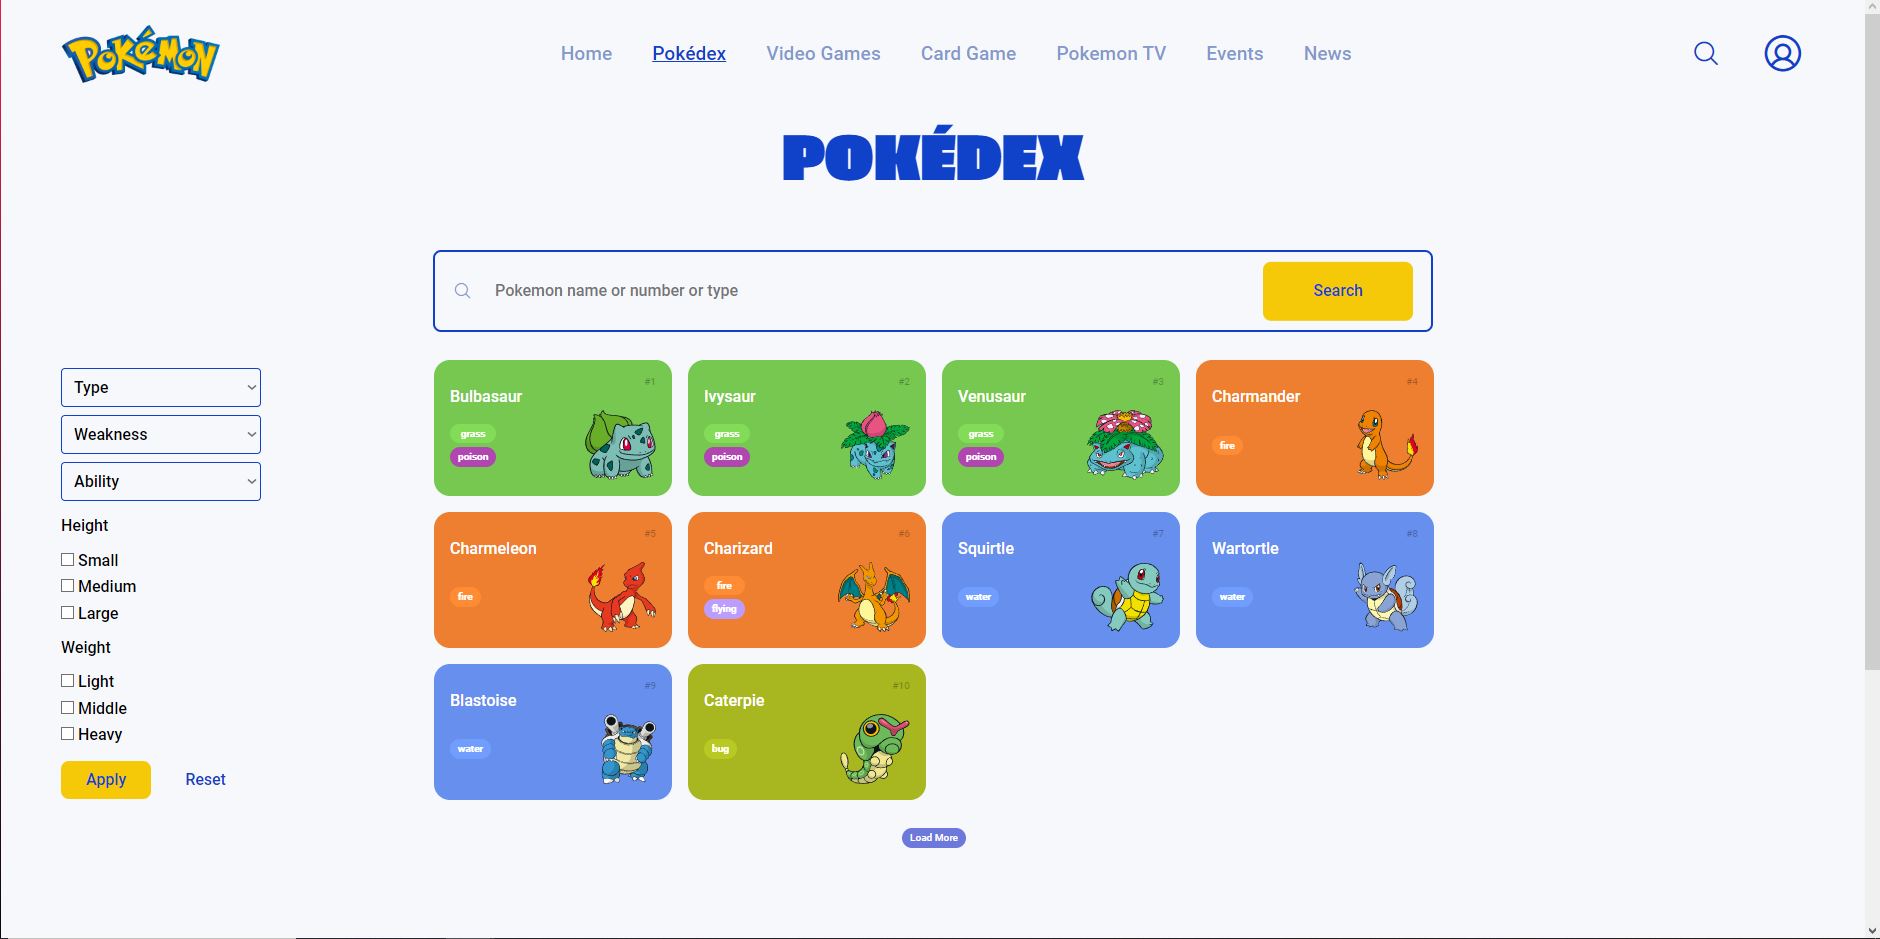 Pokémon
Home Pokédex Video Games Card Game Pokemon TV Events News
POKÉDEX
Pokemon name or number or type Search
Type
Weakness
Ability
Height
Small
Medium
Large
Weight
Light
Middle
Heavy
Apply Reset
#1
Bulbasaur
grass
poison
#2
Ivysaur
grass
poison
#3
Venusaur
grass
poison
#4
Charmander
fire
#5
Charmeleon
fire
#6
Charizard
fire
flying
#7
Squirtle
water
#8
Wartortle
water
#9
Blastoise
water
#10
Caterpie
bug
Load More